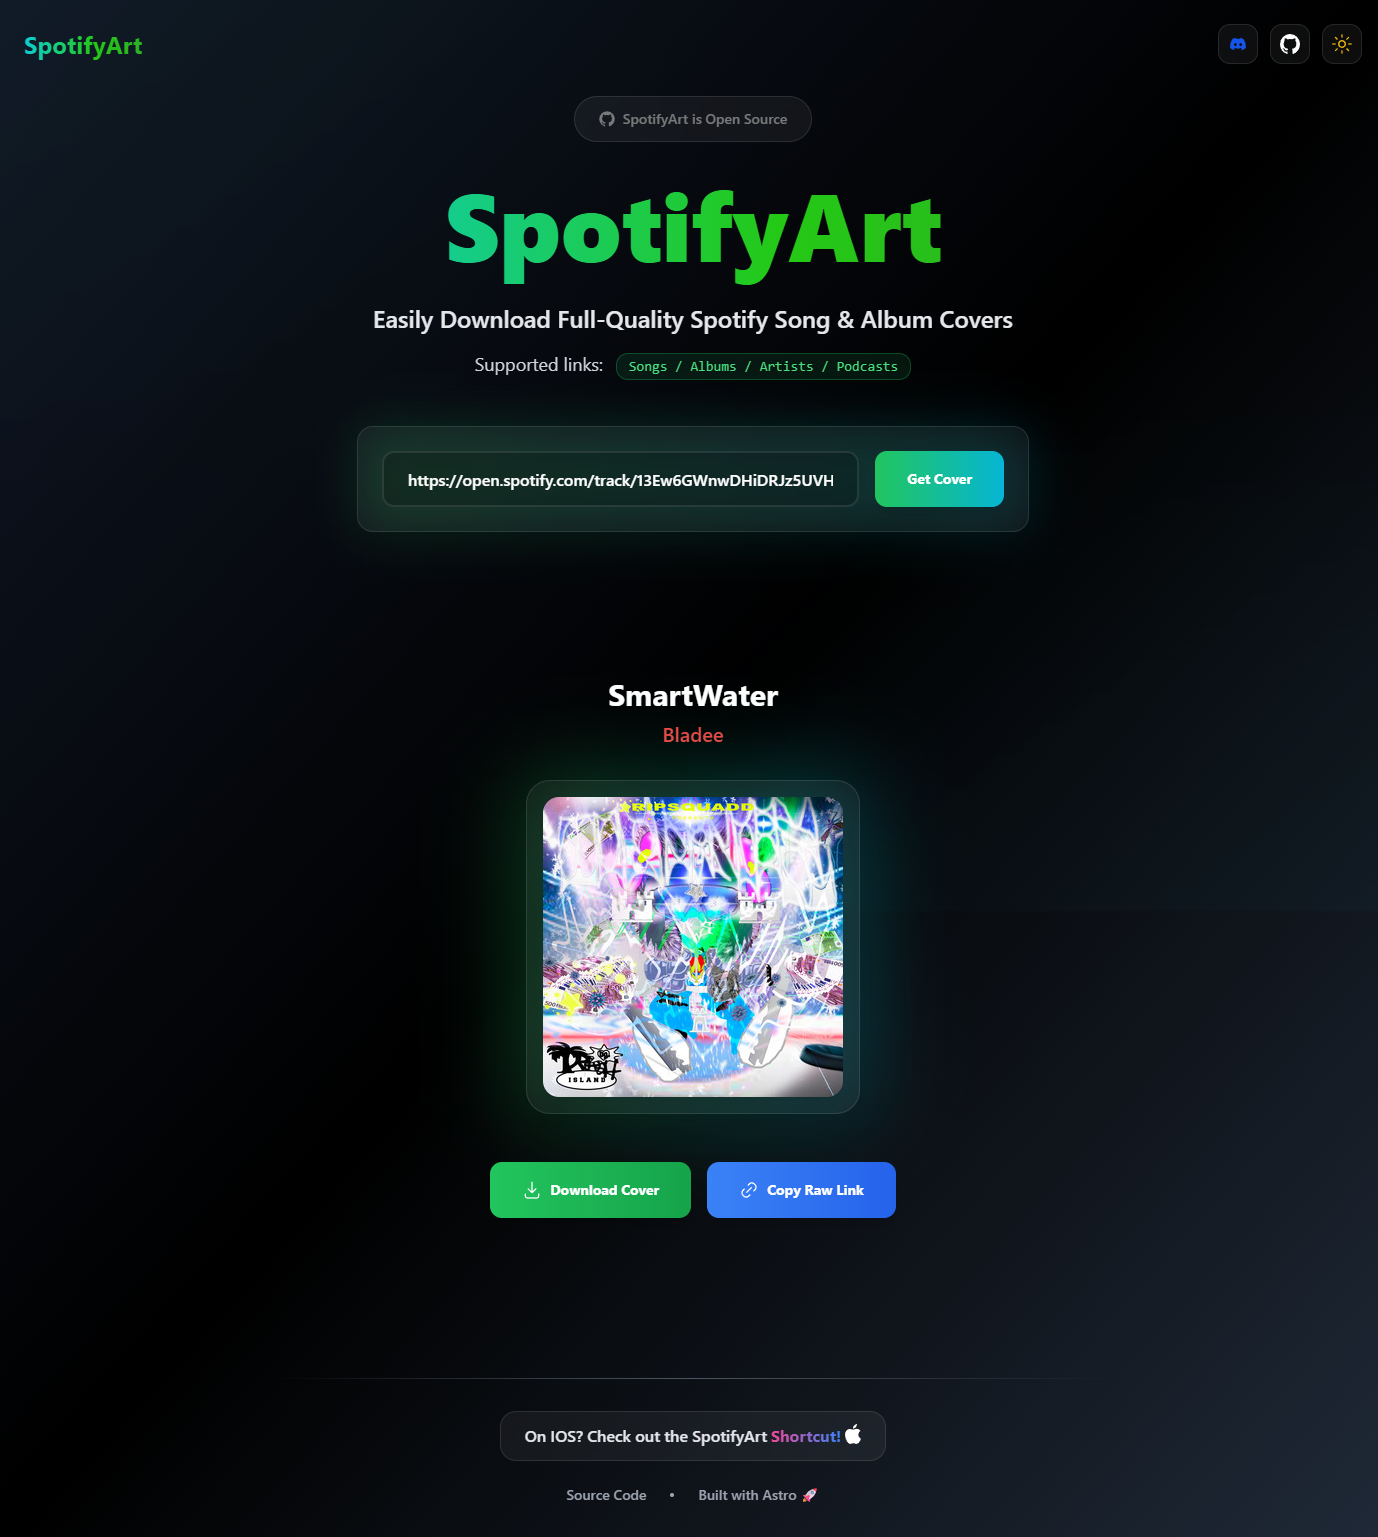 SpotifyArt
SpotifyArt is Open Source
SpotifyArt
Easily Download Full-Quality Spotify Song & Album Covers
Supported links: Songs / Albums / Artists / Podcasts
https://open.spotify.com/track/13Ew6GWnwDHiDRJz5UVH
Get Cover
SmartWater
Bladee
RIPSQUADD
ISLAND
Download Cover
Copy Raw Link
On IOS? Check out the SpotifyArt Shortcut!
Source Code • Built with Astro 🚀